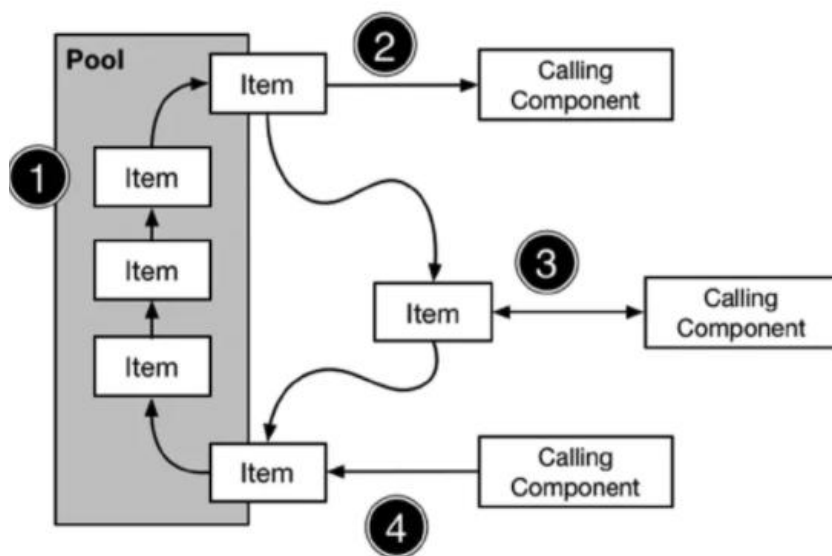 Pool
Item
2
Calling
Component
1
Item
Item
Item
3
Calling
Component
Item
Item
Calling
Component
4